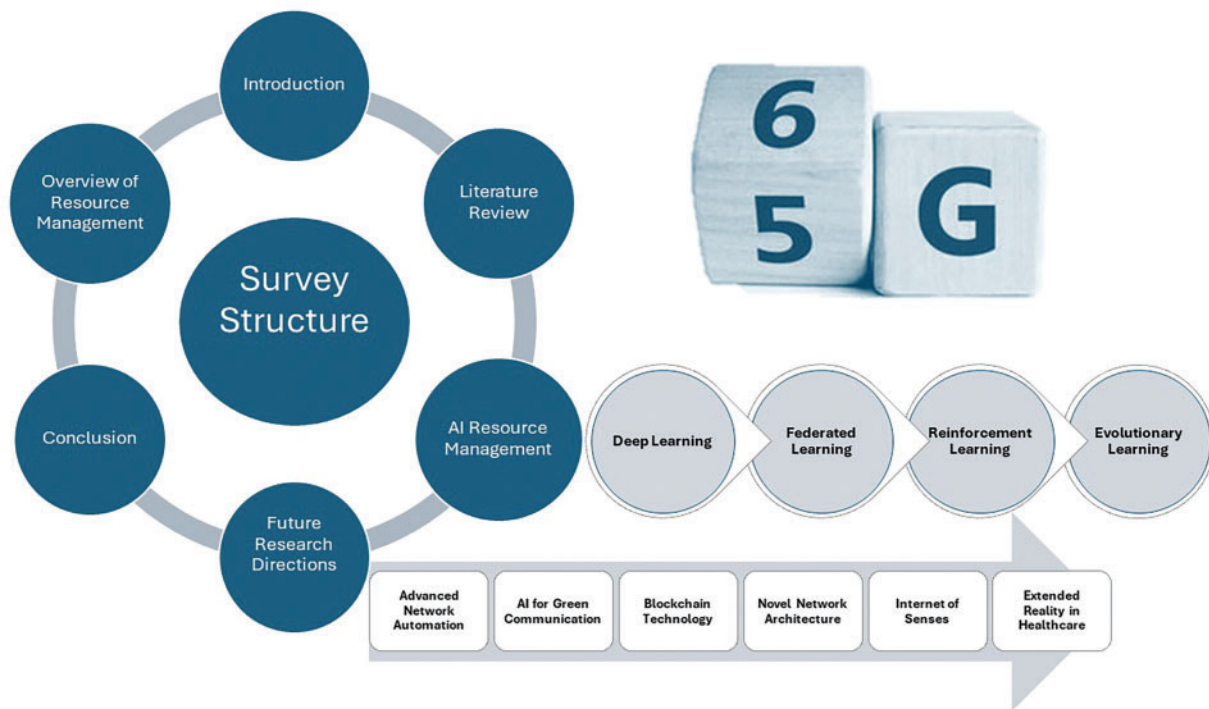 Introduction
Literature
Review
AI Resource
Management
Future
Research
Directions
Conclusion
Overview of
Resource
Management
Survey
Structure
6
5
G
Deep Learning
Federated
Learning
Reinforcement
Learning
Evolutionary
Learning
Advanced
Network
Automation
AI for Green
Communication
Blockchain
Technology
Novel Network
Architecture
Internet of
Senses
Extended
Reality in
Healthcare